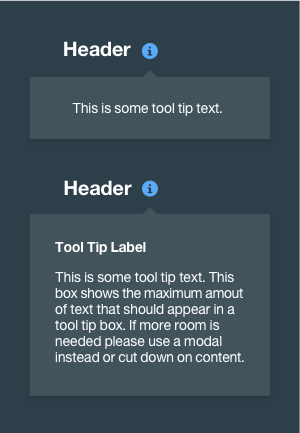 Header
This is some tool tip text.
Header
Tool Tip Label
This is some tool tip text. This
box shows the maximum amout
of text that should appear in a
tool tip box. If more room is
needed please use a modal
instead or cut down on content.